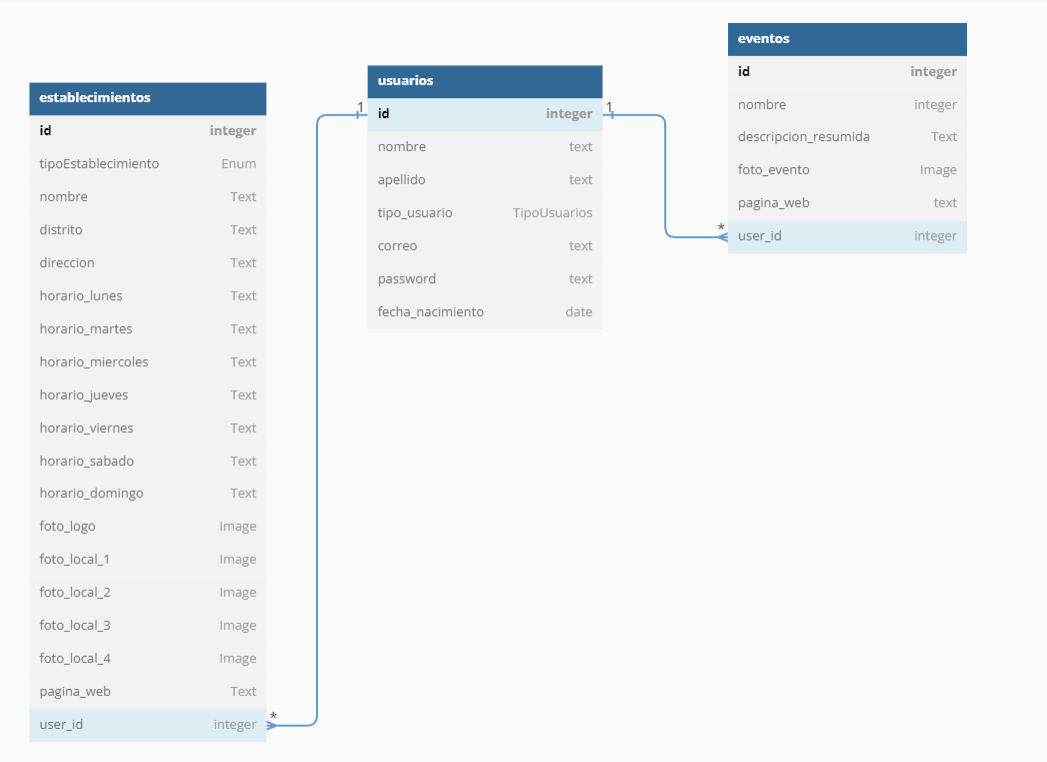 establecimientos
id integer
tipoEstablecimiento Enum
nombre Text
distrito Text
direccion Text
horario_lunes Text
horario_martes Text
horario_miercoles Text
horario_jueves Text
horario_viernes Text
horario_sabado Text
horario_domingo Text
foto_logo Image
foto_local_1 Image
foto_local_2 Image
foto_local_3 Image
foto_local_4 Image
pagina_web Text
user_id integer
*
1
usuarios
id integer
nombre text
apellido text
tipo_usuario TipoUsuarios
correo text
password text
fecha_nacimiento date
1
*
eventos
id integer
nombre integer
descripcion_resumida Text
foto_evento Image
pagina_web text
user_id integer